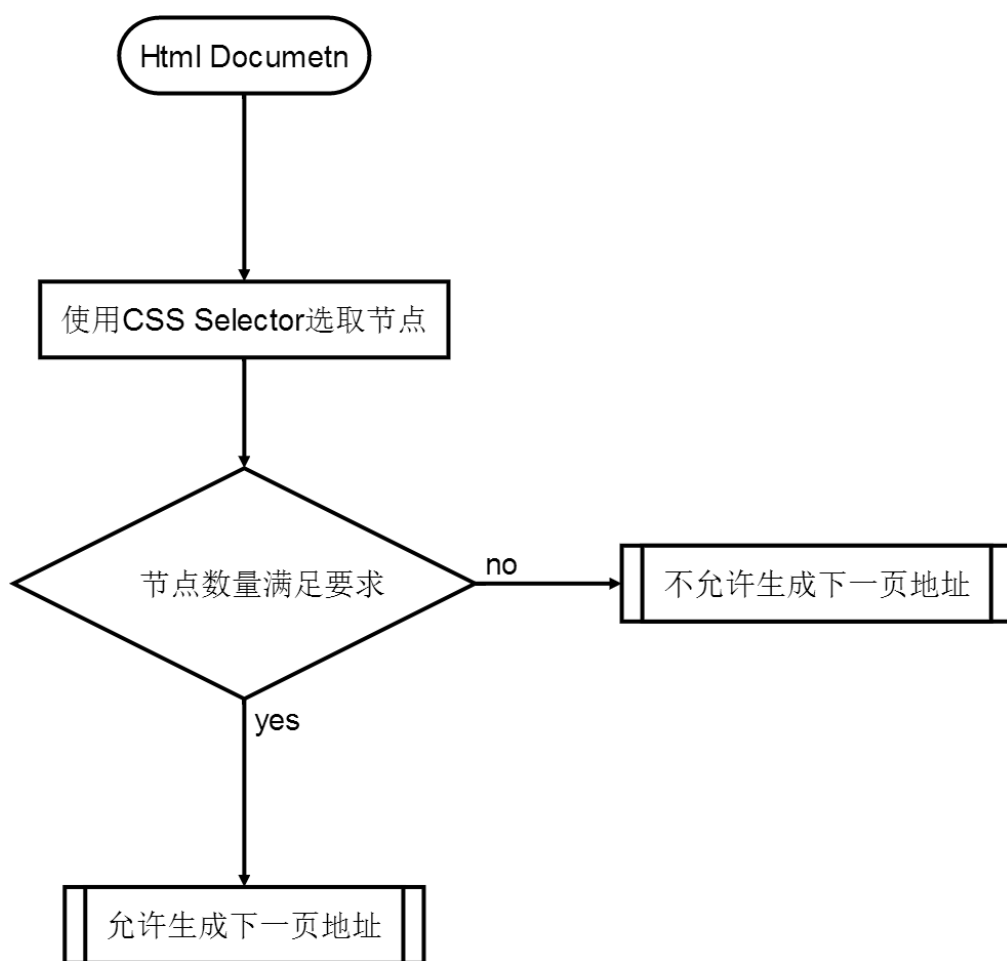 Html Documetn
使用CSS Selector选取节点
节点数量满足要求
no
不允许生成下一页地址
yes
允许生成下一页地址